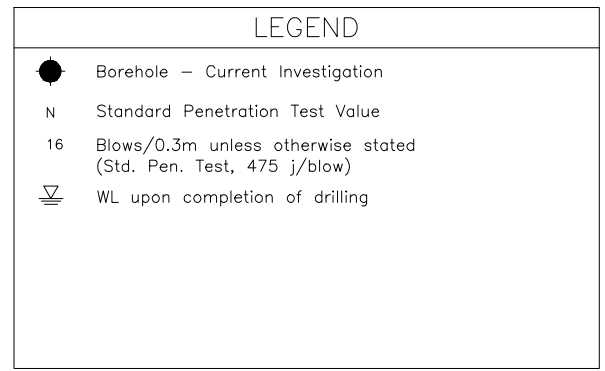 LEGEND
Borehole – Current Investigation
N Standard Penetration Test Value
16 Blows/0.3m unless otherwise stated
(Std. Pen. Test, 475 j/blow)
WL upon completion of drilling